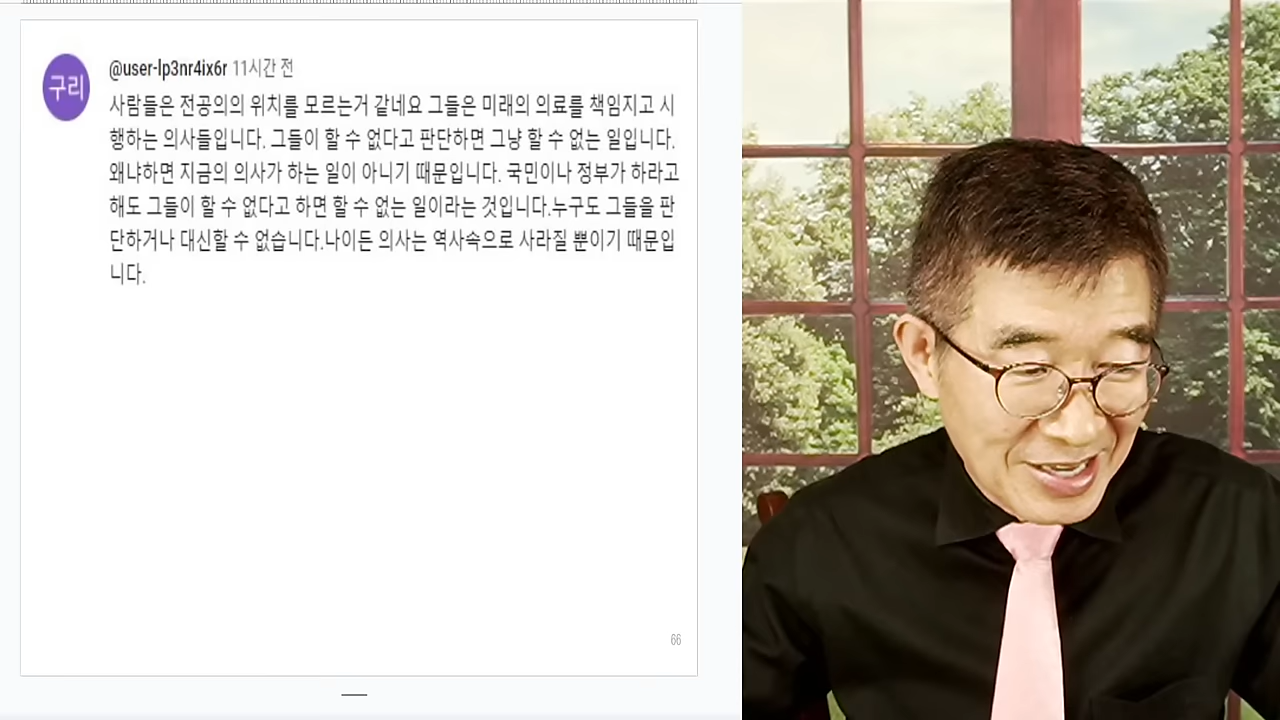 구리
@user-lp3nr4ix6r 11시간 전
사람들은 전공의의 위치를 모르는거 같네요 그들은 미래의 의료를 책임지고 시
행하는 의사들입니다. 그들이 할 수 없다고 판단하면 그냥 할 수 없는 일입니다.
왜냐하면 지금의 의사가 하는 일이 아니기 때문입니다. 국민이나 정부가 하라고
해도 그들이 할 수 없다고 하면 할 수 없는 일이라는 것입니다.누구도 그들을 판
단하거나 대신할 수 없습니다.나이든 의사는 역사속으로 사라질 뿐이기 때문입
니다.
66